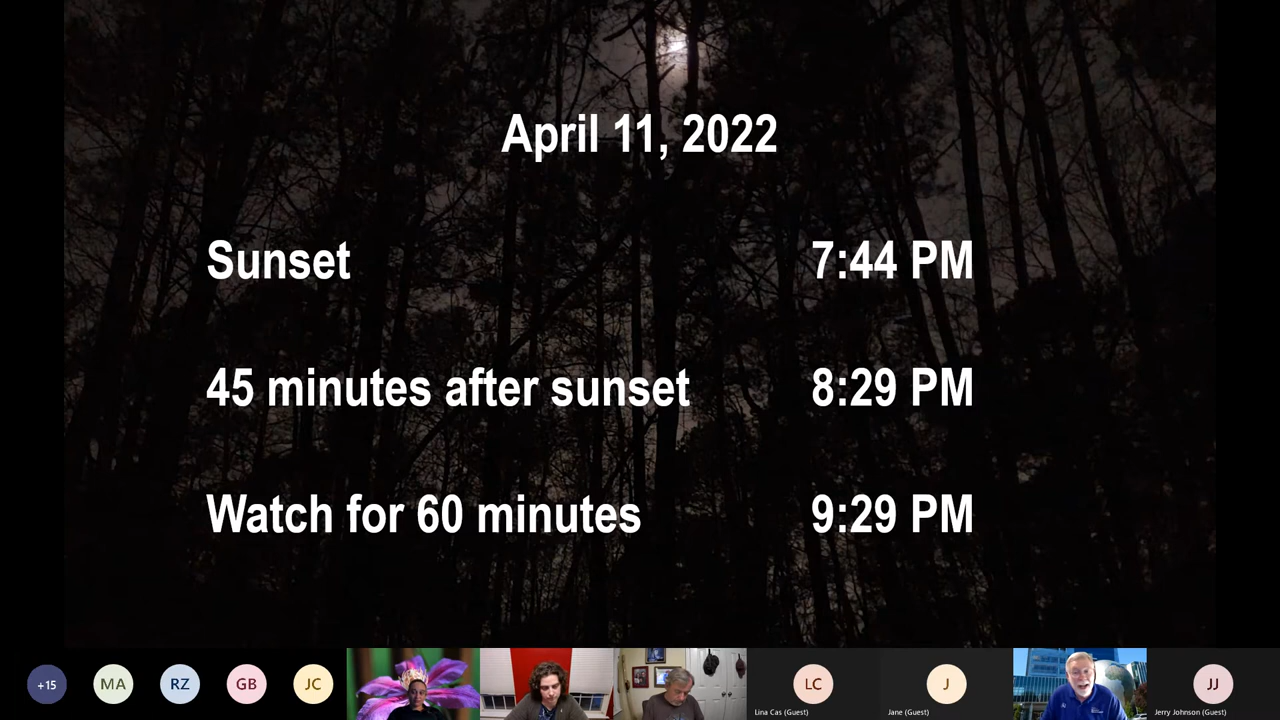 April 11, 2022
Sunset 7:44 PM
45 minutes after sunset 8:29 PM
Watch for 60 minutes 9:29 PM
+15 MA RZ GB JC LC J JJ
Lina Cas (Guest) Jane (Guest) Jerry Johnson (Guest)